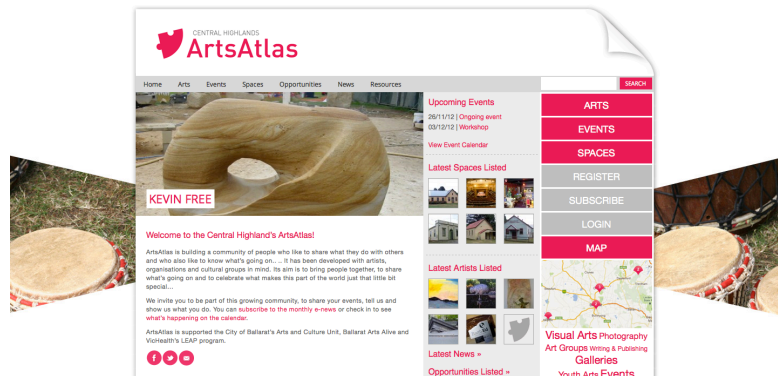 CENTRAL HIGHLANDS
ArtsAtlas
Home Arts Events Spaces Opportunities News Resources
SEARCH
KEVIN FREE
Welcome to the Central Highland's ArtsAtlas!
ArtsAtlas is building a community of people who like to share what they do with others
and who also like to know what's going on.... It has been developed with artists,
organisations and cultural groups in mind. Its aim is to bring people together, to share
what's going on and to celebrate what makes this part of the world just that little bit
special...
We invite you to be part of this growing community, to share your events, tell us and
show us what you do. You can subscribe to the monthly e-news or check in to see
what's happening on the calendar.
ArtsAtlas is supported the City of Ballarat's Arts and Culture Unit, Ballarat Arts Alive and
VicHealth's LEAP program.
Upcoming Events
26/11/12 | Ongoing event
03/12/12 | Workshop
View Event Calendar
Latest Spaces Listed
Latest Artists Listed
Latest News »
Opportunities Listed »
ARTS
EVENTS
SPACES
REGISTER
SUBSCRIBE
LOGIN
MAP
Visual Arts Photography
Art Groups Writing & Publishing
Galleries
Youth Arts Events